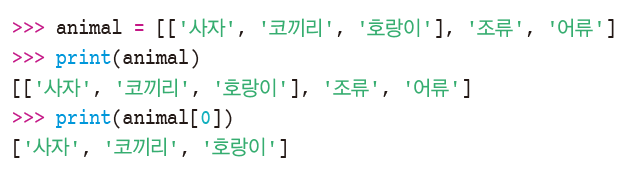 >>> animal = [['사자', '코끼리', '호랑이'], '조류', '어류']
>>> print(animal)
[['사자', '코끼리', '호랑이'], '조류', '어류']
>>> print(animal[0])
['사자', '코끼리', '호랑이']